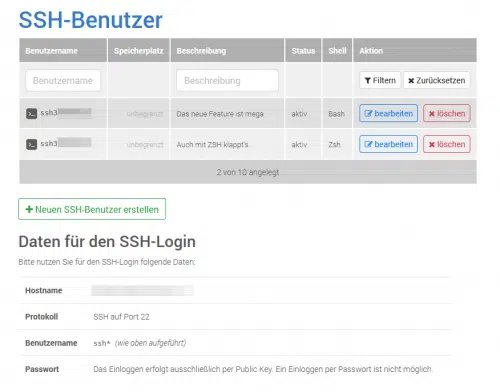 SSH-Benutzer
Benutzername Speicherplatz Beschreibung Status Shell Aktion
Benutzername Beschreibung Filtern Zurücksetzen
ssh3 unbegrenzt Das neue Feature ist mega aktiv Bash bearbeiten löschen
ssh3 unbegrenzt Auch mit ZSH klappt's aktiv Zsh bearbeiten löschen
2 von 10 angelegt
Neuen SSH-Benutzer erstellen
Daten für den SSH-Login
Bitte nutzen Sie für den SSH-Login folgende Daten:
Hostname
Protokoll SSH auf Port 22
Benutzername ssh* (wie oben aufgeführt)
Passwort Das Einloggen erfolgt ausschließlich per Public Key. Ein Einloggen per Passwort ist nicht möglich.